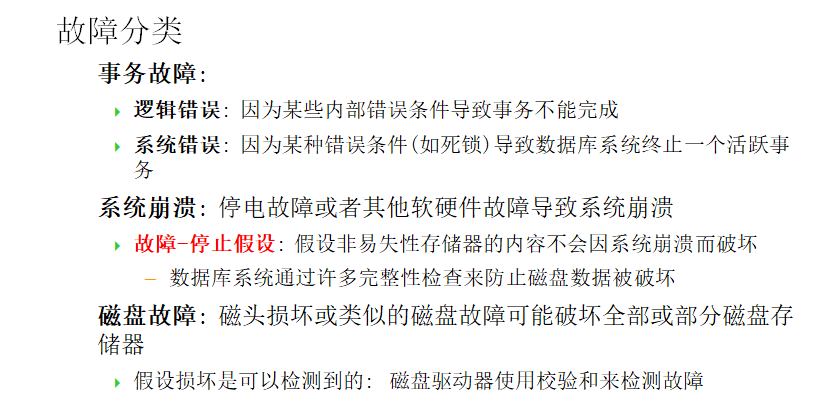 故障分类
事务故障:
逻辑错误: 因为某些内部错误条件导致事务不能完成
系统错误: 因为某种错误条件(如死锁)导致数据库系统终止一个活跃事
务
系统崩溃: 停电故障或者其他软硬件故障导致系统崩溃
故障-停止假设: 假设非易失性存储器的内容不会因系统崩溃而破坏
– 数据库系统通过许多完整性检查来防止磁盘数据被破坏
磁盘故障: 磁头损坏或类似的磁盘故障可能破坏全部或部分磁盘存
储器
假设损坏是可以检测到的: 磁盘驱动器使用校验和来检测故障